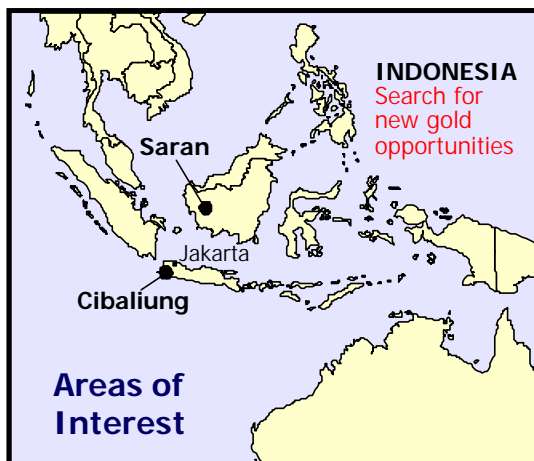 INDONESIA
Search for
new gold
opportunities
Saran
Jakarta
Cibaliung
Areas of
Interest